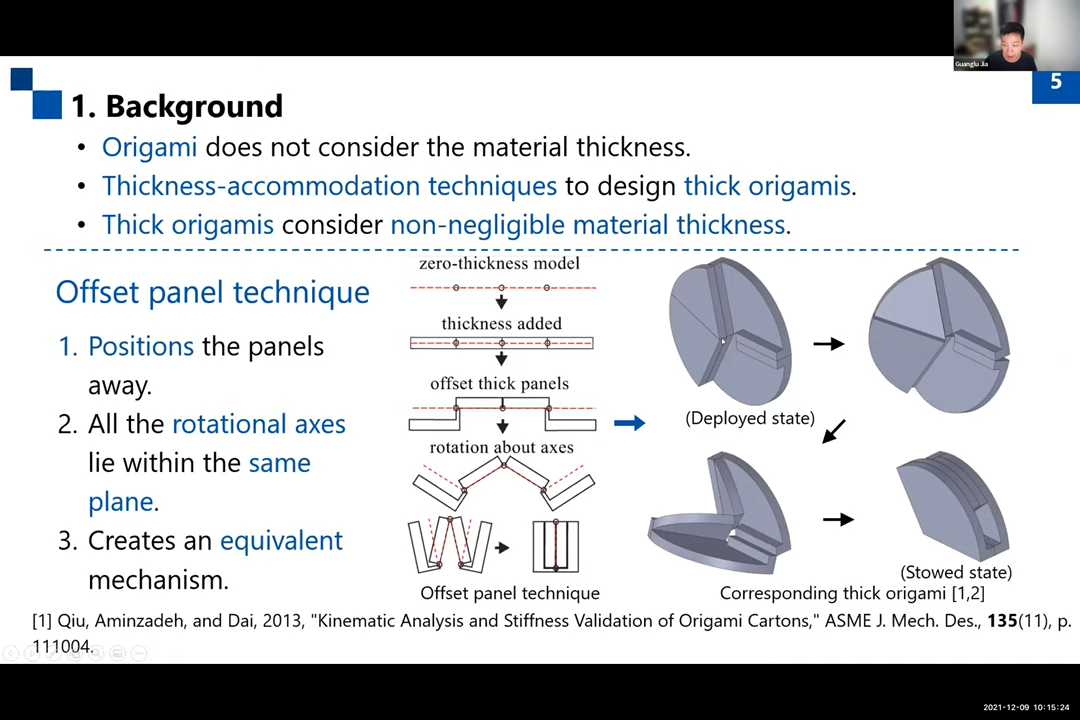 Guanglu Jia
5
1. Background
• Origami does not consider the material thickness.
• Thickness-accommodation techniques to design thick origamis.
• Thick origamis consider non-negligible material thickness.
Offset panel technique
1. Positions the panels
away.
2. All the rotational axes
lie within the same
plane.
3. Creates an equivalent
mechanism.
zero-thickness model
thickness added
offset thick panels
rotation about axes
Offset panel technique
(Deployed state)
(Stowed state)
Corresponding thick origami [1,2]
[1] Qiu, Aminzadeh, and Dai, 2013, "Kinematic Analysis and Stiffness Validation of Origami Cartons," ASME J. Mech. Des., 135(11), p.
111004.
2021-12-09 10:15:24